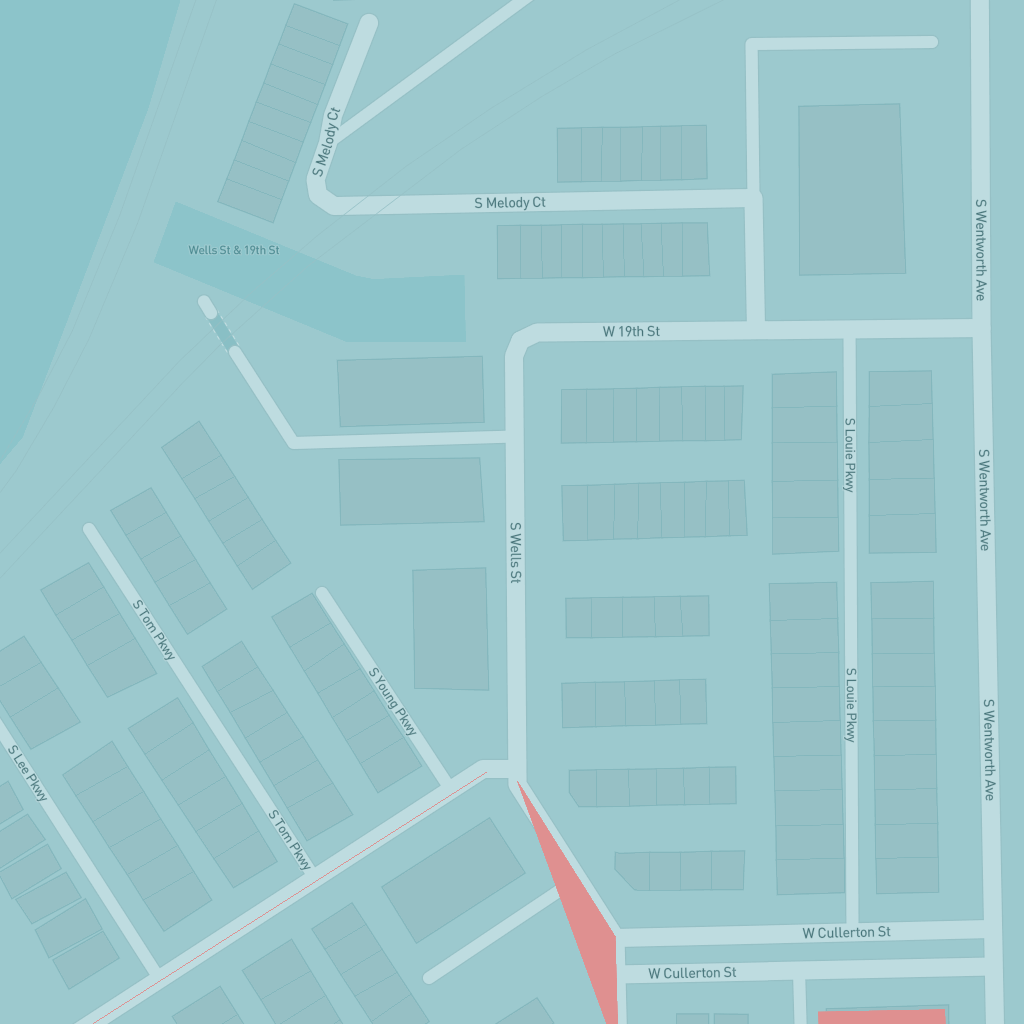 S Melody Ct
S Melody Ct
S Wentworth Ave
Wells St & 19th St
W 19th St
S Louie Pkwy
S Wentworth Ave
S Wells St
S Tom Pkwy
S Young Pkwy
S Louie Pkwy
S Wentworth Ave
S Lee Pkwy
S Tom Pkwy
W Cullerton St
W Cullerton St